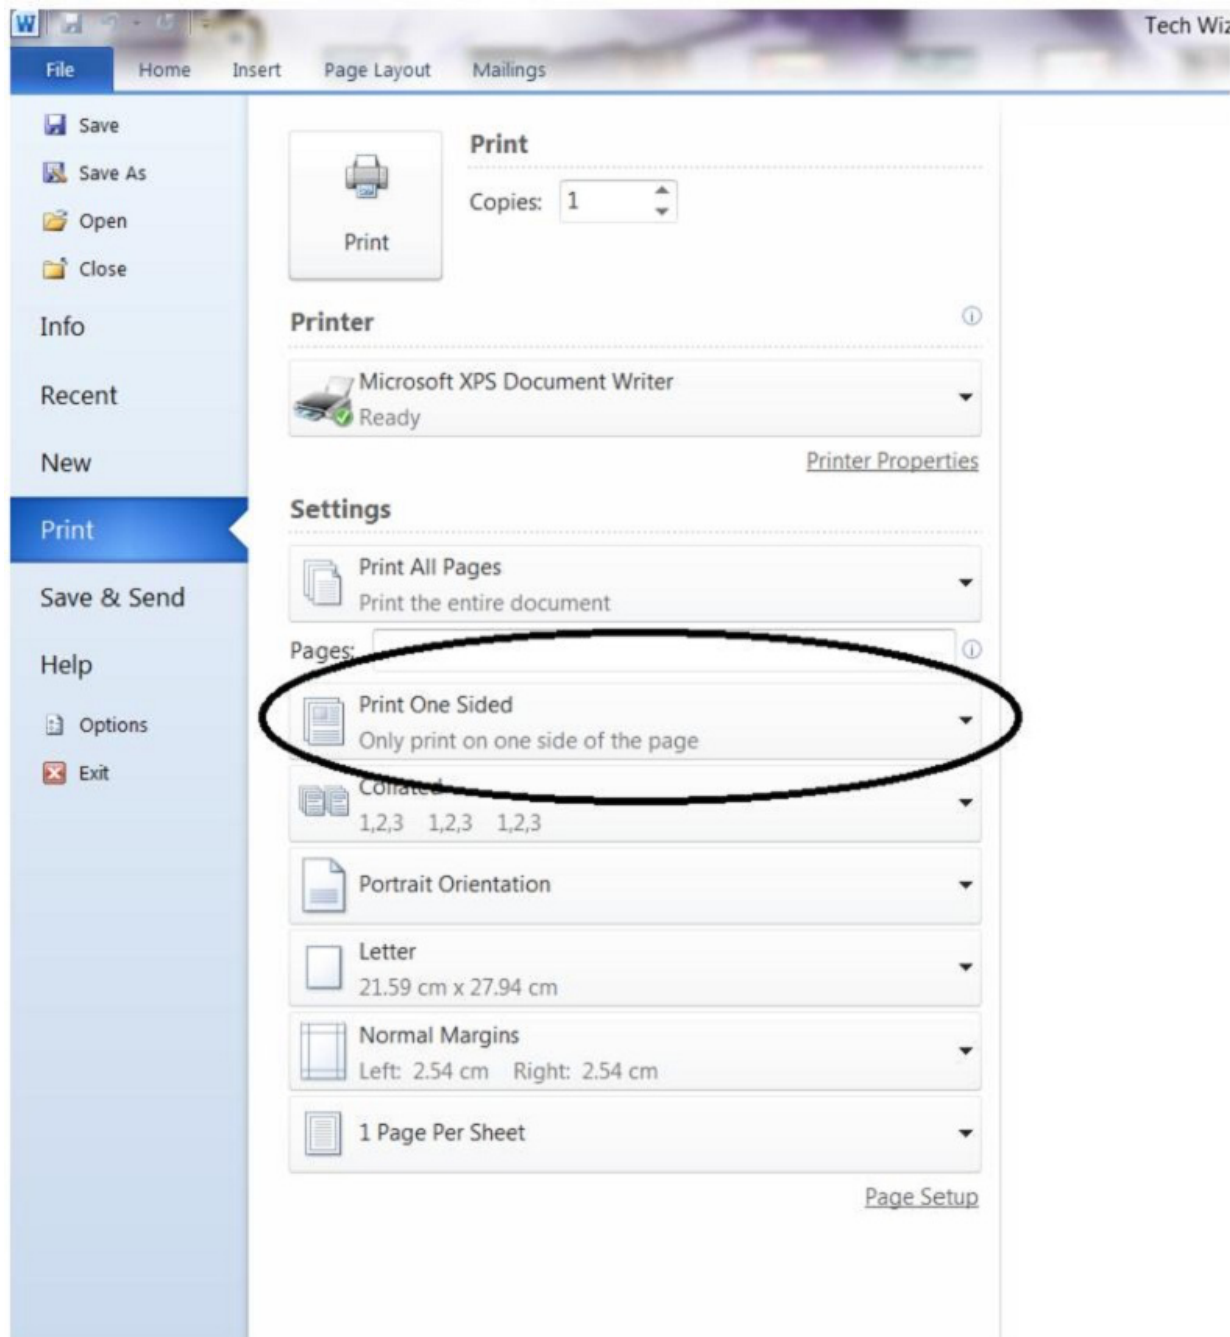 W
Tech Wiz
File Home Insert Page Layout Mailings
Save
Save As
Open
Close
Info
Recent
New
Print
Save & Send
Help
Options
Exit
Print
Print
Copies: 1
Printer
Microsoft XPS Document Writer
Ready
Printer Properties
Settings
Print All Pages
Print the entire document
Pages:
Print One Sided
Only print on one side of the page
Collated
1,2,3 1,2,3 1,2,3
Portrait Orientation
Letter
21.59 cm x 27.94 cm
Normal Margins
Left: 2.54 cm Right: 2.54 cm
1 Page Per Sheet
Page Setup